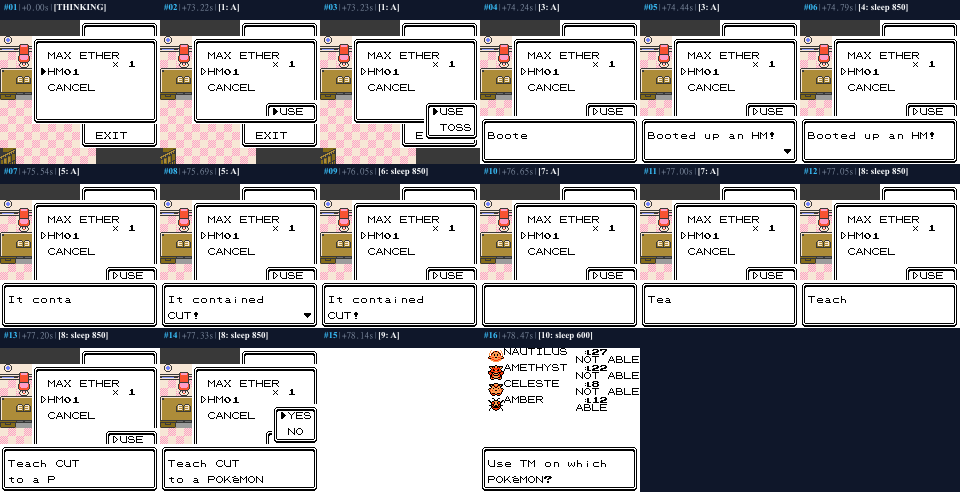 #01 | +0.00s | [THINKING]
MAX ETHER
× 1
▶HM01
CANCEL
EXIT
#02 | +73.22s | [1: A]
MAX ETHER
× 1
▷HM01
CANCEL
▶USE
EXIT
#03 | +73.23s | [1: A]
MAX ETHER
× 1
▷HM01
CANCEL
▶USE
TOSS
E
#04 | +74.24s | [3: A]
MAX ETHER
× 1
▷HM01
CANCEL
▷USE
Boote
#05 | +74.44s | [3: A]
MAX ETHER
× 1
▷HM01
CANCEL
▷USE
Booted up an HM!
#06 | +74.79s | [4: sleep 850]
MAX ETHER
× 1
▷HM01
CANCEL
▷USE
Booted up an HM!
#07 | +75.54s | [5: A]
MAX ETHER
× 1
▷HM01
CANCEL
▷USE
It conta
#08 | +75.69s | [5: A]
MAX ETHER
× 1
▷HM01
CANCEL
▷USE
It contained
CUT!
#09 | +76.05s | [6: sleep 850]
MAX ETHER
× 1
▷HM01
CANCEL
▷USE
It contained
CUT!
#10 | +76.65s | [7: A]
MAX ETHER
× 1
▷HM01
CANCEL
▷USE
#11 | +77.00s | [7: A]
MAX ETHER
× 1
▷HM01
CANCEL
▷USE
Tea
#12 | +77.05s | [8: sleep 850]
MAX ETHER
× 1
▷HM01
CANCEL
▷USE
Teach
#13 | +77.20s | [8: sleep 850]
MAX ETHER
× 1
▷HM01
CANCEL
▷USE
Teach CUT
to a P
#14 | +77.33s | [8: sleep 850]
MAX ETHER
× 1
▷HM01
CANCEL
▶YES
NO
Teach CUT
to a POKéMON
#15 | +78.14s | [9: A]
#16 | +78.47s | [10: sleep 600]
NAUTILUS :L27
NOT ABLE
AMETHYST :L22
NOT ABLE
CELESTE :L8
NOT ABLE
AMBER :L12
ABLE
Use TM on which
POKéMON?